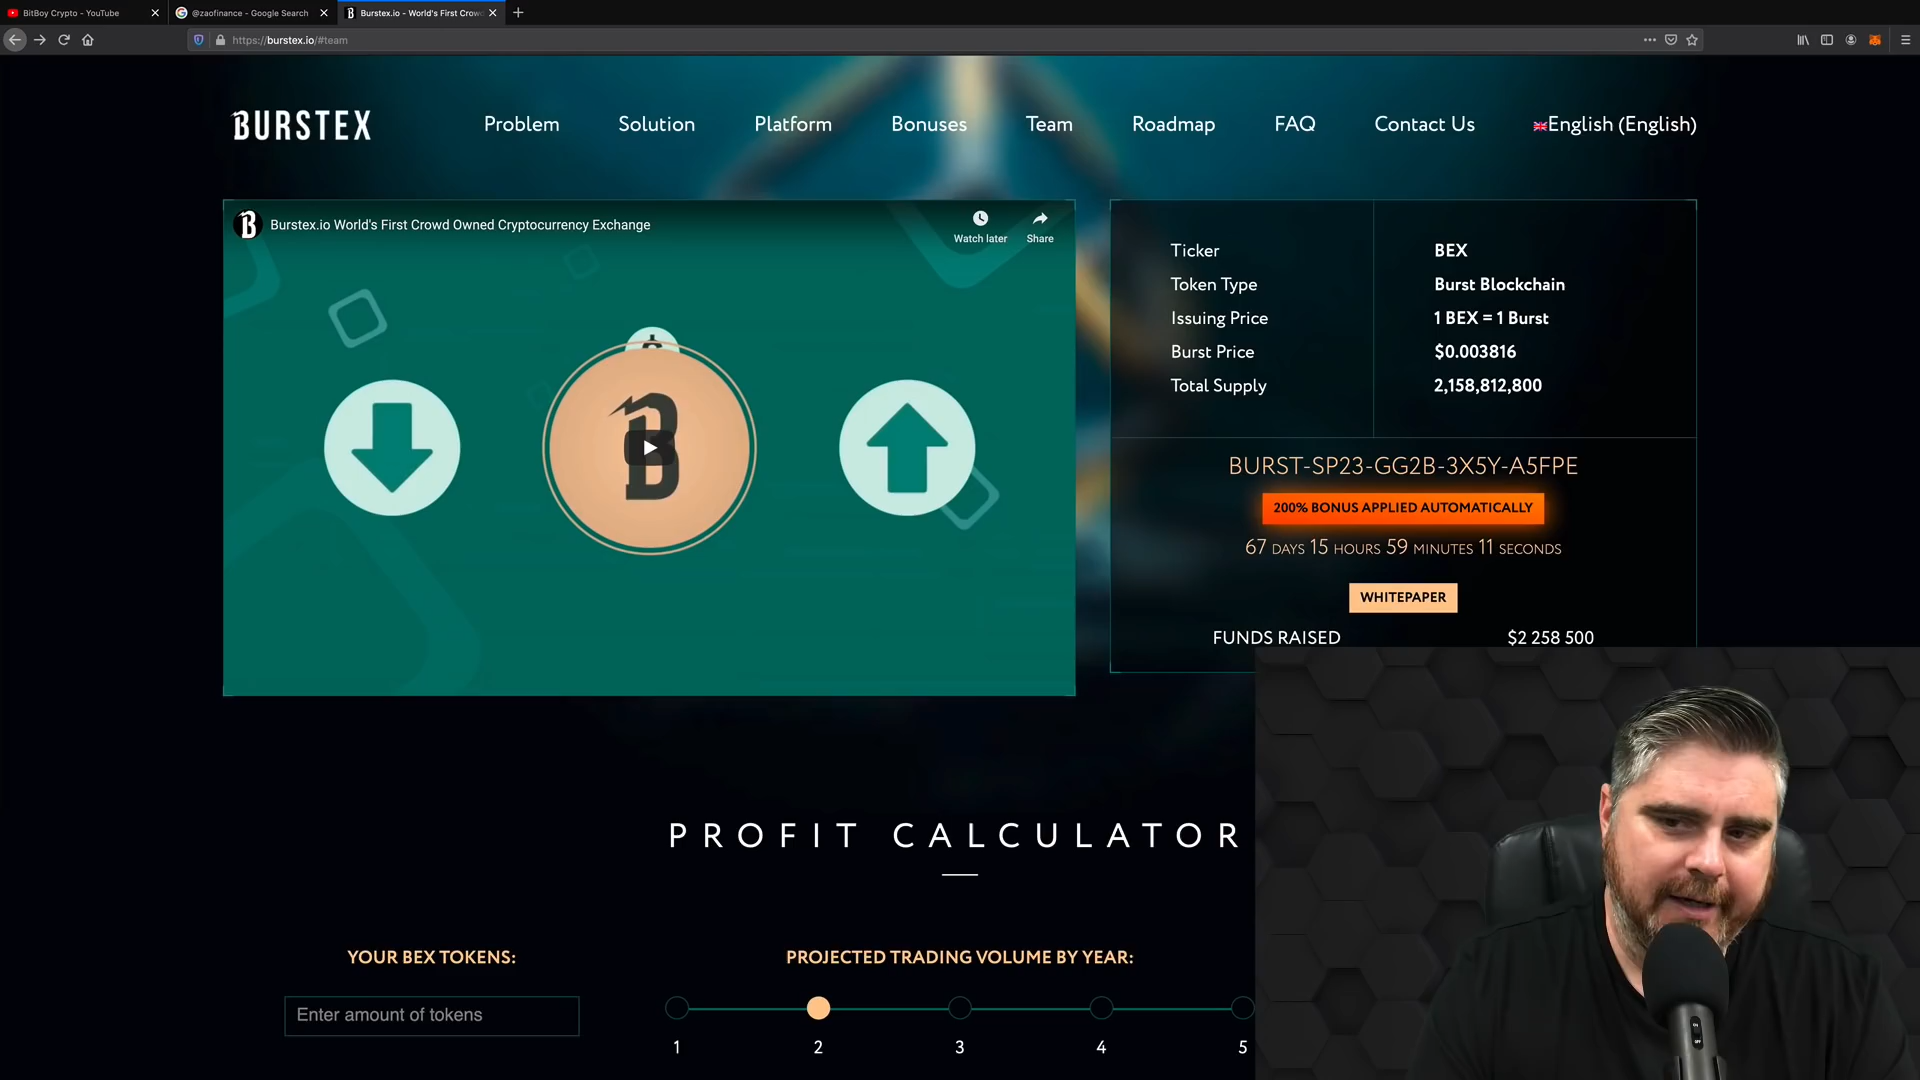 BitBoy Crypto - YouTube
@zaofinance - Google Search
Burstex.io - World's First Crowd
https://burstex.io/#team
BURSTEX
Problem
Solution
Platform
Bonuses
Team
Roadmap
FAQ
Contact Us
English (English)
Burstex.io World's First Crowd Owned Cryptocurrency Exchange
Watch later
Share
Ticker BEX
Token Type Burst Blockchain
Issuing Price 1 BEX = 1 Burst
Burst Price $0.003816
Total Supply 2,158,812,800
BURST-SP23-GG2B-3X5Y-A5FPE
200% BONUS APPLIED AUTOMATICALLY
67 DAYS 15 HOURS 59 MINUTES 11 SECONDS
WHITEPAPER
FUNDS RAISED $2 258 500
PROFIT CALCULATOR
YOUR BEX TOKENS:
Enter amount of tokens
PROJECTED TRADING VOLUME BY YEAR:
1 2 3 4 5